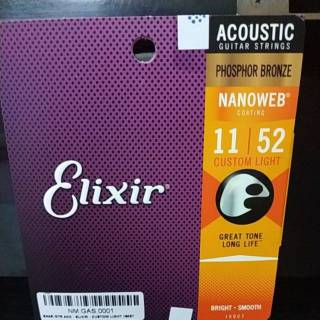 ACOUSTIC
GUITAR STRINGS
PHOSPHOR BRONZE
NANOWEB®
COATING
11 | 52
CUSTOM LIGHT
Elixir
GREAT TONE
LONG LIFE™
NM.GAS.0001
BRIGHT · SMOOTH